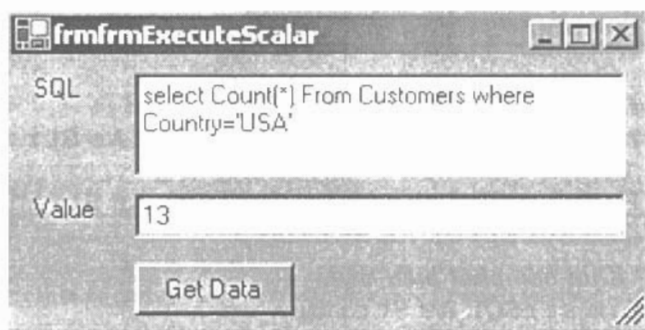 frmfrmExecuteScalar
SQL
select Count(*) From Customers where
Country='USA'
Value
13
Get Data